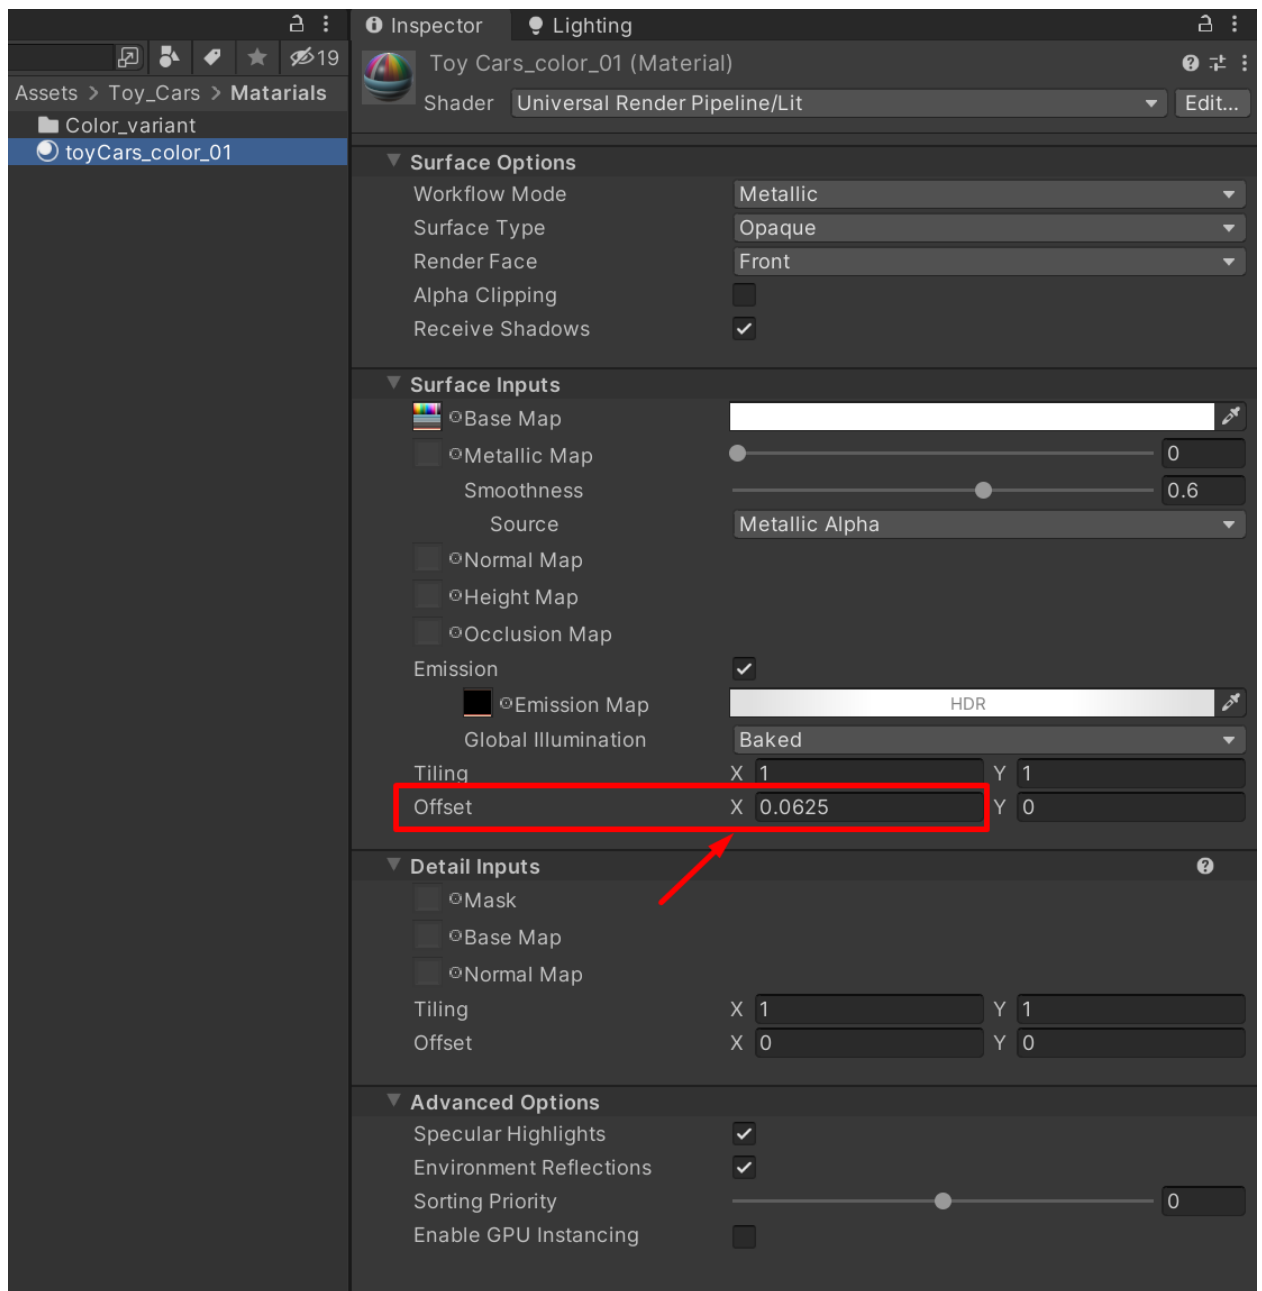 Inspector
Lighting
19
Assets > Toy_Cars > Matarials
Color_variant
toyCars_color_01
Toy Cars_color_01 (Material)
Shader Universal Render Pipeline/Lit Edit...
Surface Options
Workflow Mode Metallic
Surface Type Opaque
Render Face Front
Alpha Clipping
Receive Shadows
Surface Inputs
Base Map
Metallic Map 0
Smoothness 0.6
Source Metallic Alpha
Normal Map
Height Map
Occlusion Map
Emission
Emission Map HDR
Global Illumination Baked
Tiling X 1 Y 1
Offset X 0.0625 Y 0
Detail Inputs
Mask
Base Map
Normal Map
Tiling X 1 Y 1
Offset X 0 Y 0
Advanced Options
Specular Highlights
Environment Reflections
Sorting Priority 0
Enable GPU Instancing